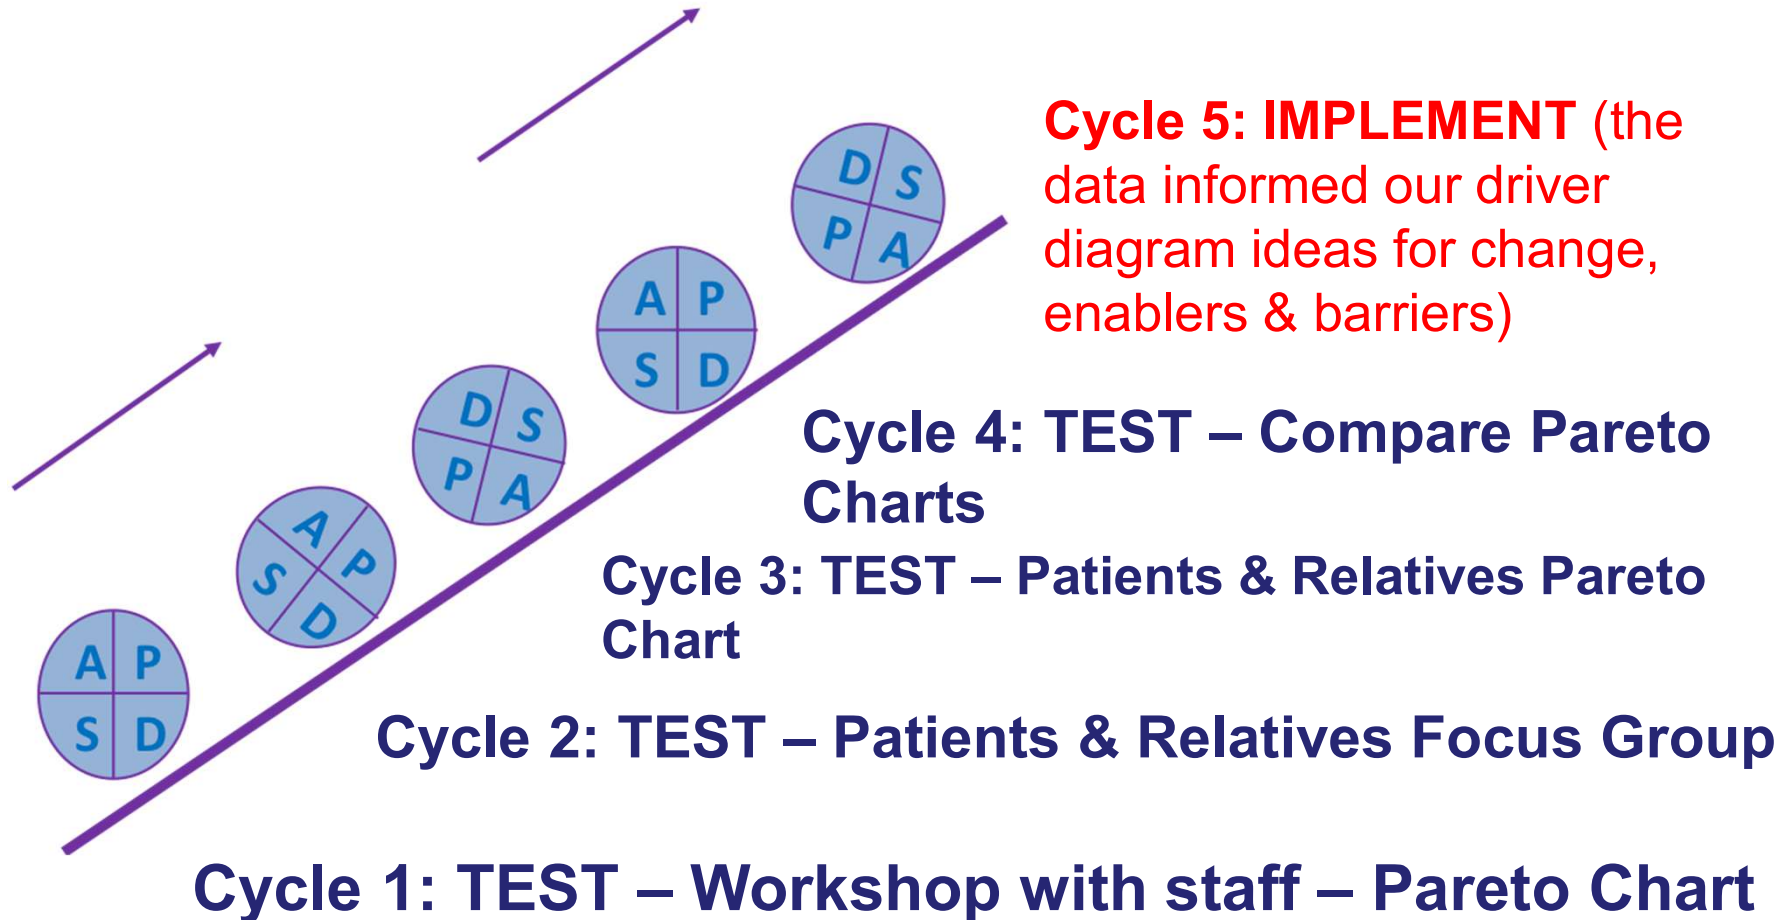 D S
P A
Cycle 5: IMPLEMENT (the
data informed our driver
diagram ideas for change,
enablers & barriers)
A P
S D
D S
P A
Cycle 4: TEST – Compare Pareto
Charts
A P
S D
Cycle 3: TEST – Patients & Relatives Pareto
Chart
A P
S D
Cycle 2: TEST – Patients & Relatives Focus Group
Cycle 1: TEST – Workshop with staff – Pareto Chart